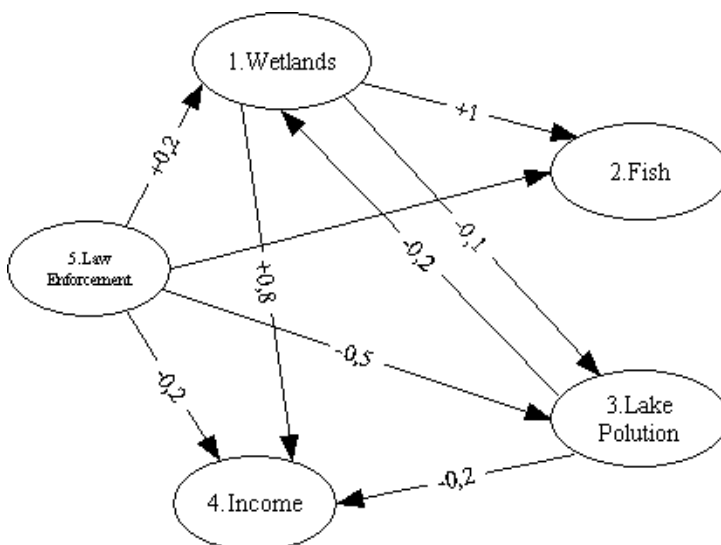 1.Wetlands
+1
2.Fish
+0,2
-0,1
-0,2
5.Law
Enforcement
+0,8
-0,5
-0,2
3.Lake
Polution
-0,2
4.Income